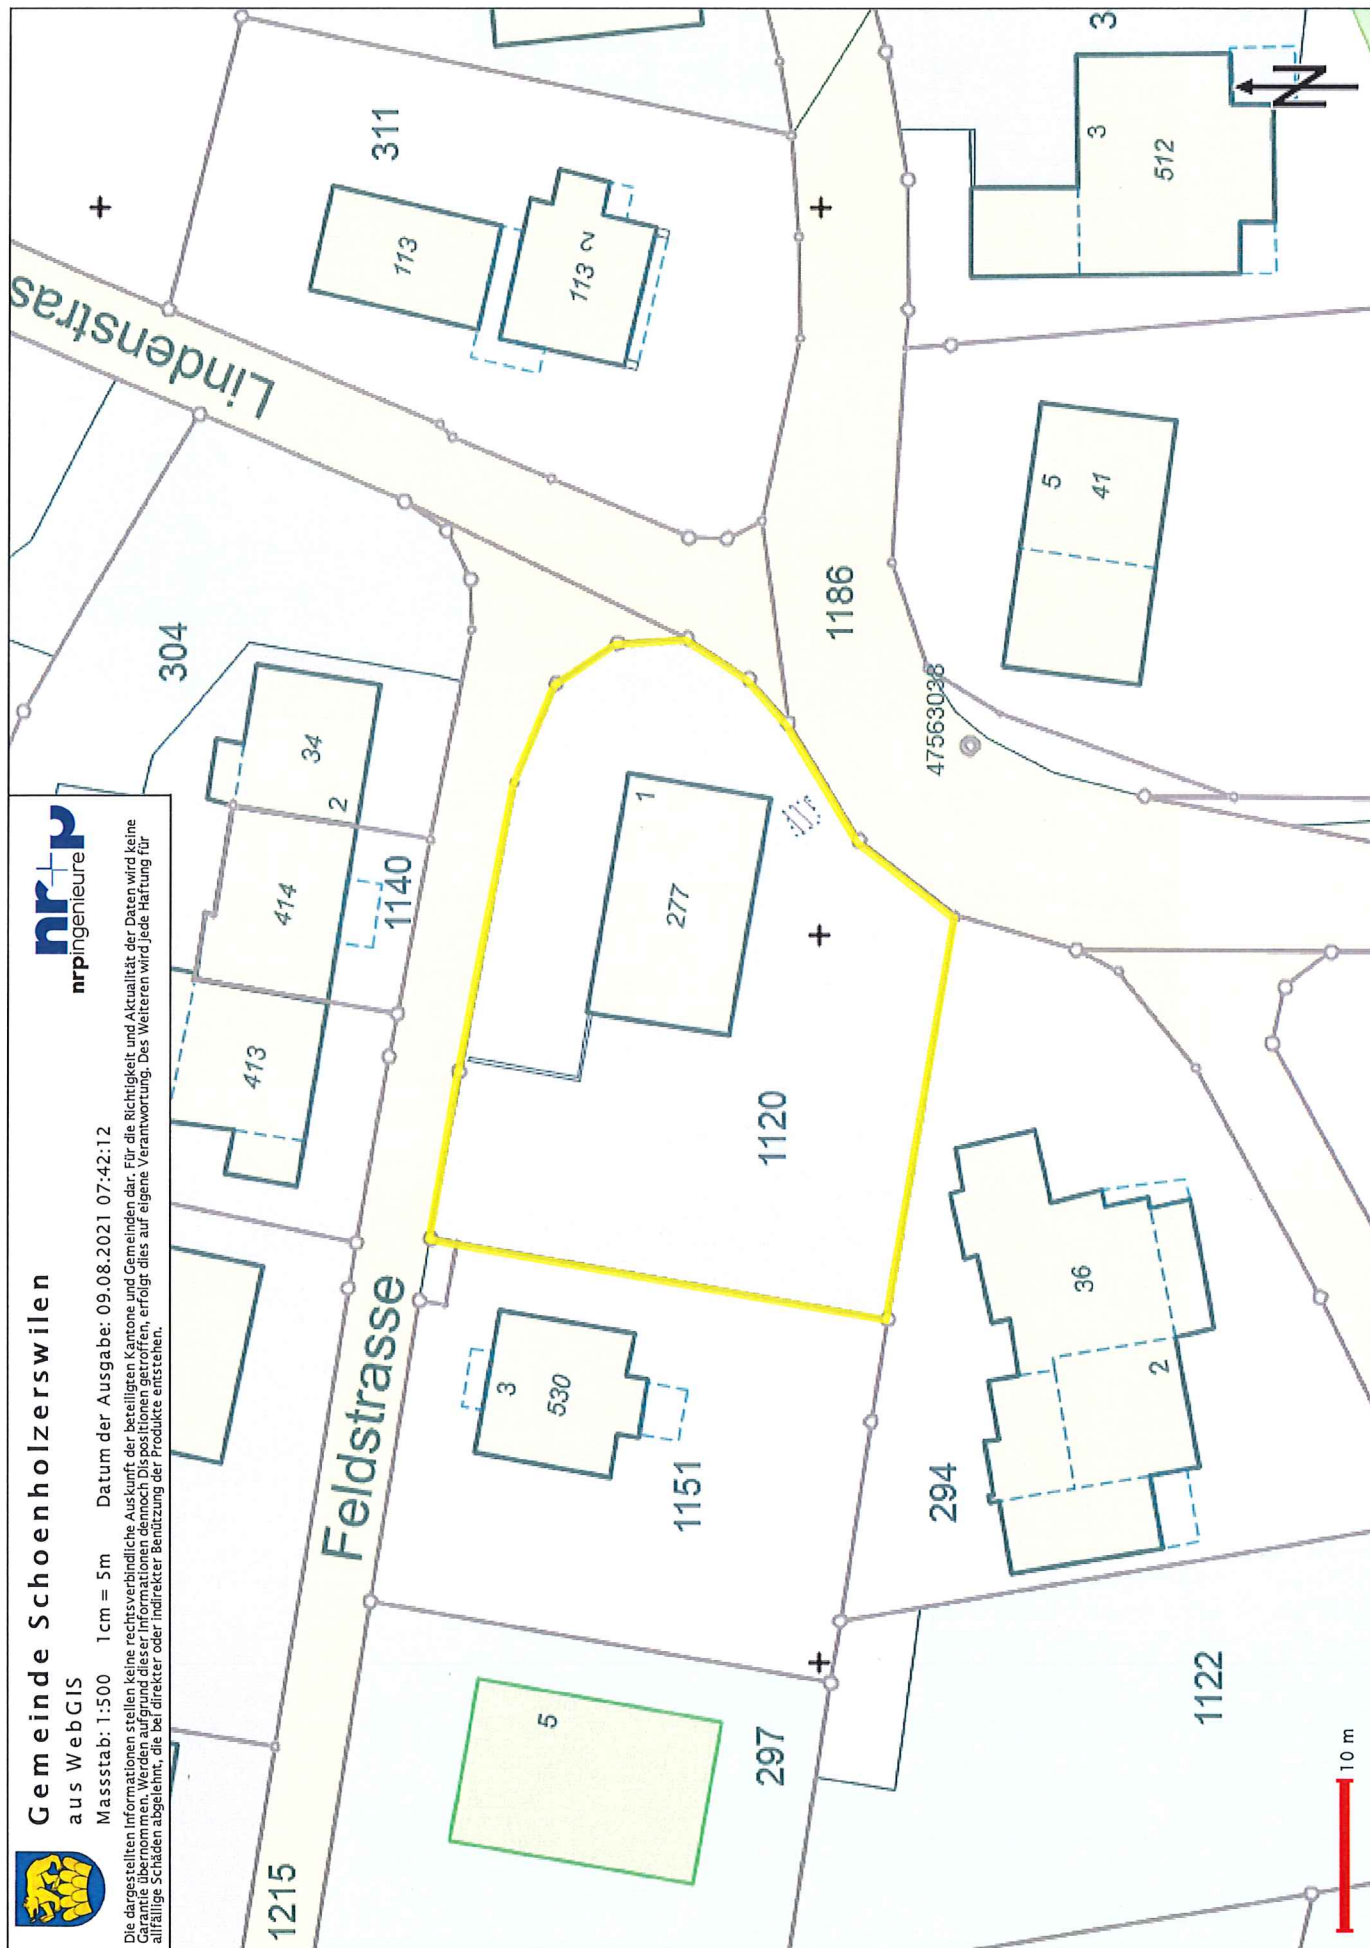 Gemeinde Schoenholzerswilen
aus WebGIS
Massstab: 1:500 1cm = 5m Datum der Ausgabe: 09.08.2021 07:42:12
nr+p
nrpingenieure
Die dargestellten Informationen stellen keine rechtsverbindliche Auskunft der beteiligten Kantone und Gemeinden dar. Für die Richtigkeit und Aktualität der Daten wird keine
Garantie übernommen. Werden aufgrund dieser Informationen dennoch Dispositionen getroffen, erfolgt dies auf eigene Verantwortung. Des Weiteren wird jede Haftung für
allfällige Schäden abgelehnt, die bei direkter oder indirekter Benützung der Produkte entstehen.
Lindenstras
311
113
113 2
304
34
2
414
1140
413
Feldstrasse
1215
277
1
1120
530
3
1151
5
297
1186
47563038
3
3
512
5
41
36
2
294
1122
N
10 m